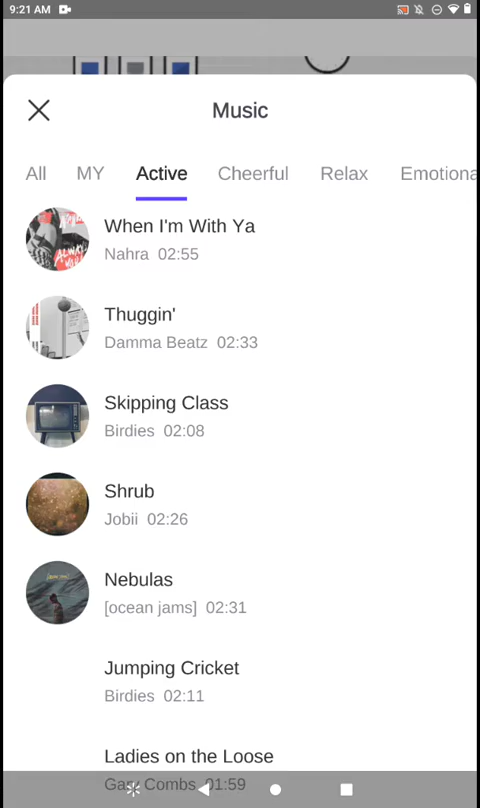 9:21 AM
Music
All MY Active Cheerful Relax Emotiona
When I'm With Ya
Nahra 02:55
Thuggin'
Damma Beatz 02:33
Skipping Class
Birdies 02:08
Shrub
Jobii 02:26
Nebulas
[ocean jams] 02:31
Jumping Cricket
Birdies 02:11
Ladies on the Loose
Gary Combs 01:59